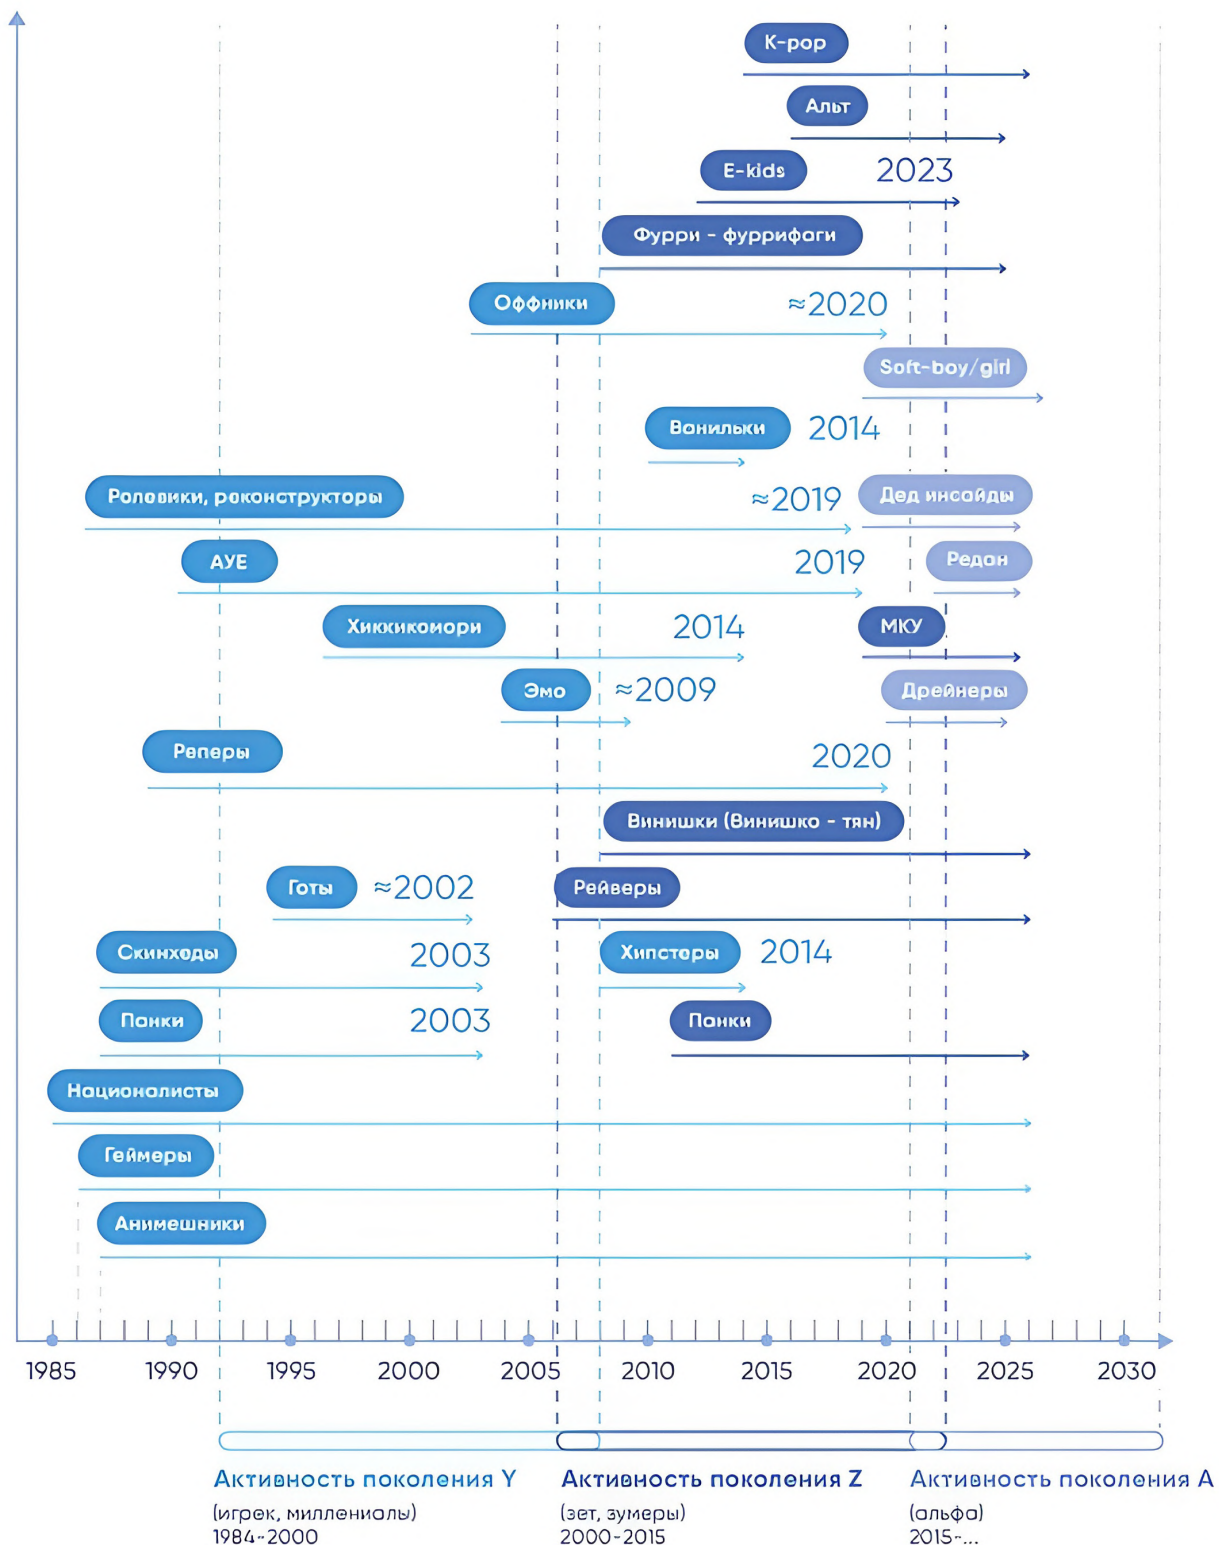 K-pop
Альт
E-kids 2023
Фурри - фуррифаги
Оффники ≈2020
Soft-boy/girl
Ванильки 2014
Ролевики, реконструкторы ≈2019 Дед инсайды
АУЕ 2019 Редан
Хиккикомори 2014 МКУ
Эмо ≈2009 Дрейнеры
Реперы 2020
Винишки (Винишко - тян)
Готы ≈2002 Рейверы
Скинхеды 2003 Хипстеры 2014
Панки 2003 Панки
Националисты
Геймеры
Анимешники
1985 1990 1995 2000 2005 2010 2015 2020 2025 2030
Активность поколения Y Активность поколения Z Активность поколения А
(игрек, миллениалы) (зет, зумеры) (альфа)
1984-2000 2000-2015 2015-...